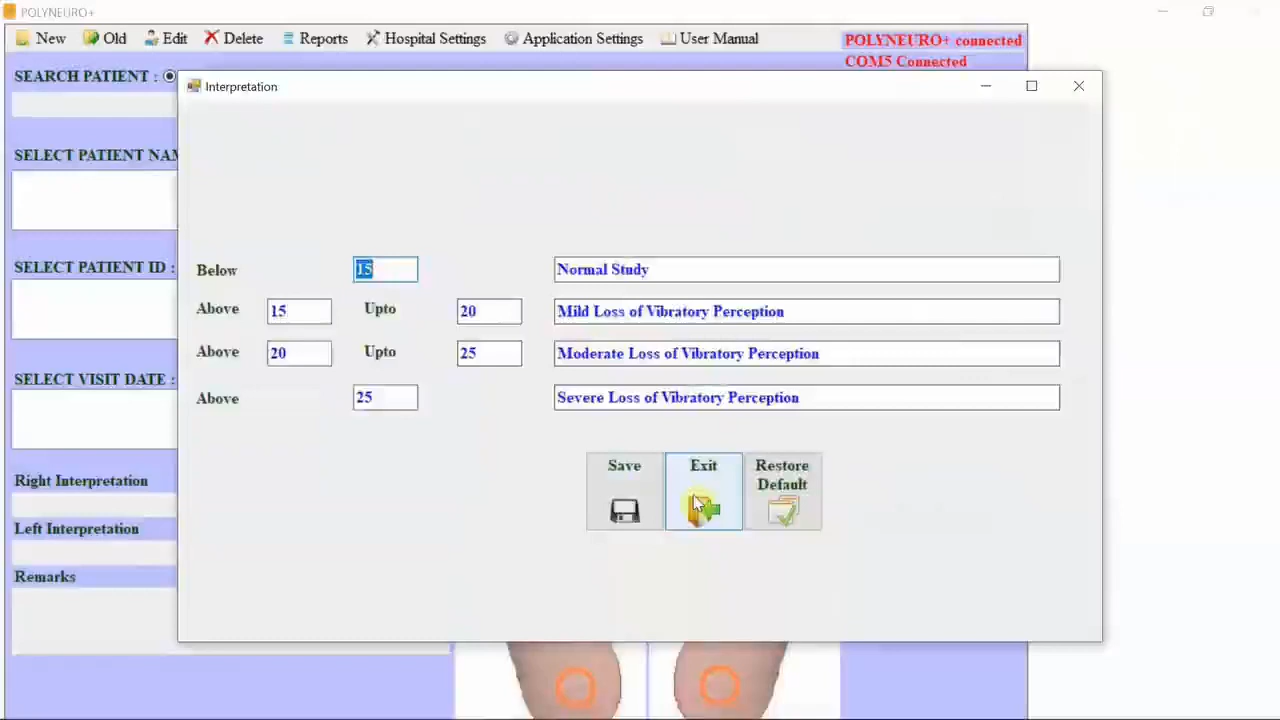 POLYNEURO+
New Old Edit Delete Reports Hospital Settings Application Settings User Manual
POLYNEURO+ connected
COM5 Connected
SEARCH PATIENT :
Interpretation
SELECT PATIENT NAM
SELECT PATIENT ID :
SELECT VISIT DATE :
Right Interpretation
Left Interpretation
Remarks
Below 15 Normal Study
Above 15 Upto 20 Mild Loss of Vibratory Perception
Above 20 Upto 25 Moderate Loss of Vibratory Perception
Above 25 Severe Loss of Vibratory Perception
Save Exit Restore
Default